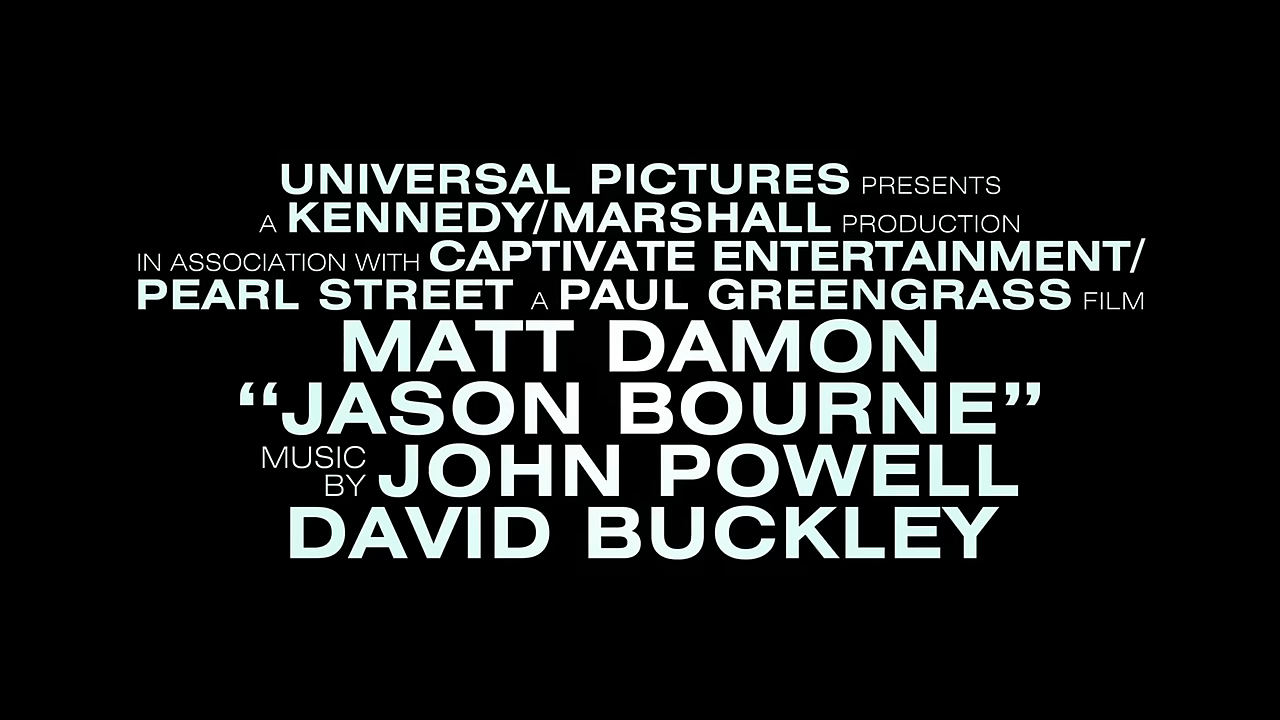 UNIVERSAL PICTURES PRESENTS
A KENNEDY/MARSHALL PRODUCTION
IN ASSOCIATION WITH CAPTIVATE ENTERTAINMENT/
PEARL STREET A PAUL GREENGRASS FILM
MATT DAMON
“JASON BOURNE”
MUSIC BY JOHN POWELL
DAVID BUCKLEY